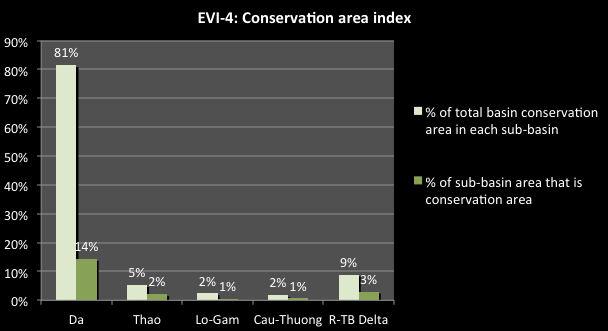 EVI-4: Conservation area index
90%
80%
70%
60%
50%
40%
30%
20%
10%
0%
81%
14%
5%
2%
2%
1%
2%
1%
9%
3%
Da
Thao
Lo-Gam
Cau-Thuong
R-TB Delta
% of total basin conservation
area in each sub-basin
% of sub-basin area that is
conservation area